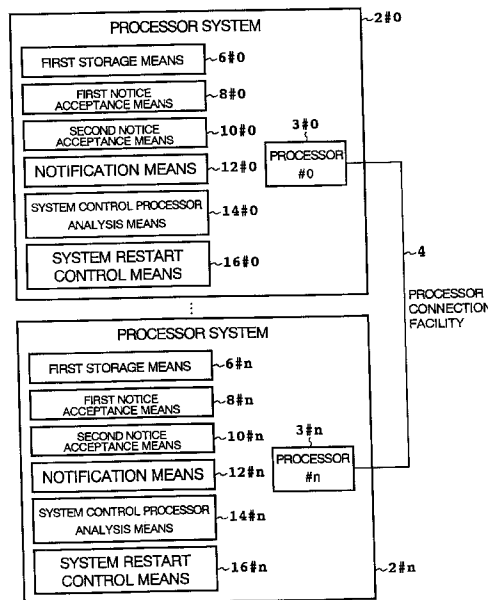 PROCESSOR SYSTEM
2#0
FIRST STORAGE MEANS
6#0
FIRST NOTICE
ACCEPTANCE MEANS
8#0
SECOND NOTICE
ACCEPTANCE MEANS
10#0
3#0
NOTIFICATION MEANS
12#0
PROCESSOR
#0
SYSTEM CONTROL PROCESSOR
ANALYSIS MEANS
14#0
SYSTEM RESTART
CONTROL MEANS
16#0
4
PROCESSOR
CONNECTION
FACILITY
PROCESSOR SYSTEM
FIRST STORAGE MEANS
6#n
FIRST NOTICE
ACCEPTANCE MEANS
8#n
SECOND NOTICE
ACCEPTANCE MEANS
10#n
3#n
NOTIFICATION MEANS
12#n
PROCESSOR
#n
SYSTEM CONTROL PROCESSOR
ANALYSIS MEANS
14#n
SYSTEM RESTART
CONTROL MEANS
16#n
2#n